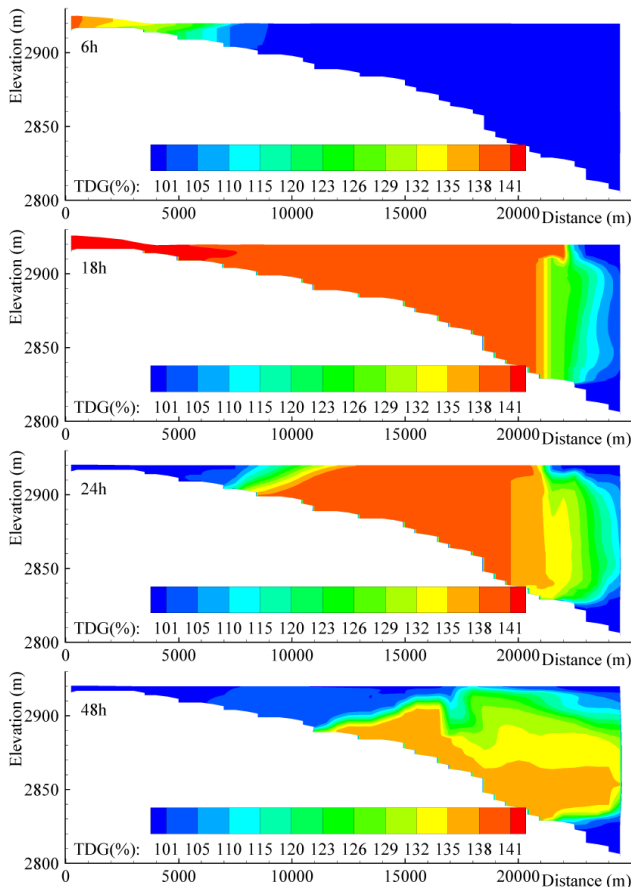 Elevation (m)
2900
6h
2850
TDG(%): 101 105 110 115 120 123 126 129 132 135 138 141
2800
0 5000 10000 15000 20000 Distance (m)
Elevation (m)
2900
18h
2850
TDG(%): 101 105 110 115 120 123 126 129 132 135 138 141
2800
0 5000 10000 15000 20000 Distance (m)
Elevation (m)
2900
24h
2850
TDG(%): 101 105 110 115 120 123 126 129 132 135 138 141
2800
0 5000 10000 15000 20000 Distance (m)
Elevation (m)
2900
48h
2850
TDG(%): 101 105 110 115 120 123 126 129 132 135 138 141
2800
0 5000 10000 15000 20000 Distance (m)